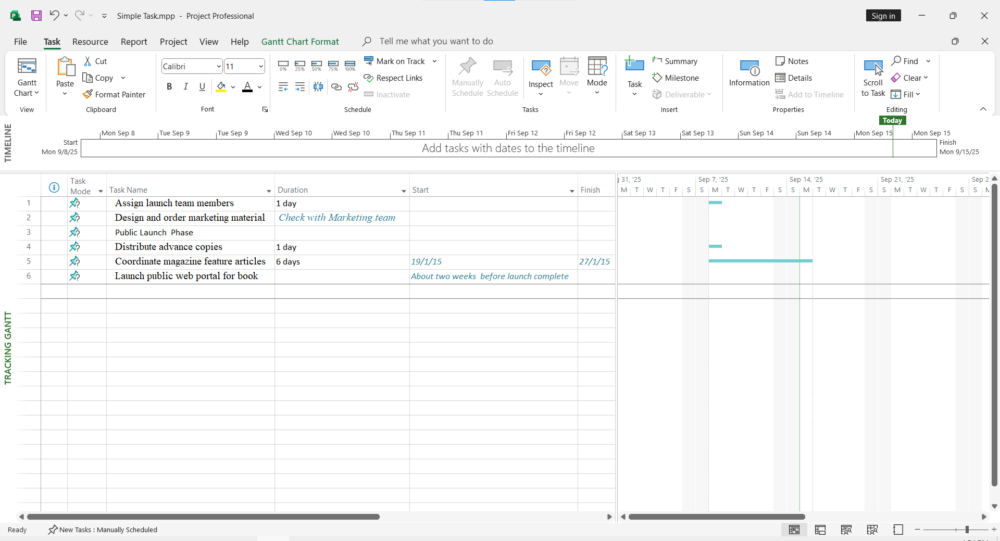 Simple Task.mpp - Project Professional
Sign in
File Task Resource Report Project View Help Gantt Chart Format Tell me what you want to do
Gantt Chart
View
Paste
Cut
Copy
Format Painter
Clipboard
Calibri 11
B I U A
Font
0% 25% 50% 75% 100%
Mark on Track
Respect Links
Inactivate
Schedule
Manually Schedule
Auto Schedule
Inspect
Move
Mode
Tasks
Task
Summary
Milestone
Deliverable
Insert
Information
Notes
Details
Add to Timeline
Properties
Scroll to Task
Find
Clear
Fill
Editing
TIMELINE
Today
Mon Sep 8 Tue Sep 9 Tue Sep 9 Wed Sep 10 Wed Sep 10 Thu Sep 11 Thu Sep 11 Fri Sep 12 Fri Sep 12 Sat Sep 13 Sat Sep 13 Sun Sep 14 Sun Sep 14 Mon Sep 15 Mon Sep 15
Start
Mon 9/8/25
Add tasks with dates to the timeline
Finish
Mon 9/15/25
Task Mode Task Name Duration Start Finish
31, '25 Sep 7, '25 Sep 14, '25 Sep 21, '25 Sep 2
M T W T F S S M T W T F S S M T W T F S S M T W T F S S M
1 Assign launch team members 1 day
2 Design and order marketing material Check with Marketing team
3 Public Launch Phase
4 Distribute advance copies 1 day
5 Coordinate magazine feature articles 6 days 19/1/15 27/1/15
6 Launch public web portal for book About two weeks before launch complete
TRACKING GANTT
Ready New Tasks : Manually Scheduled